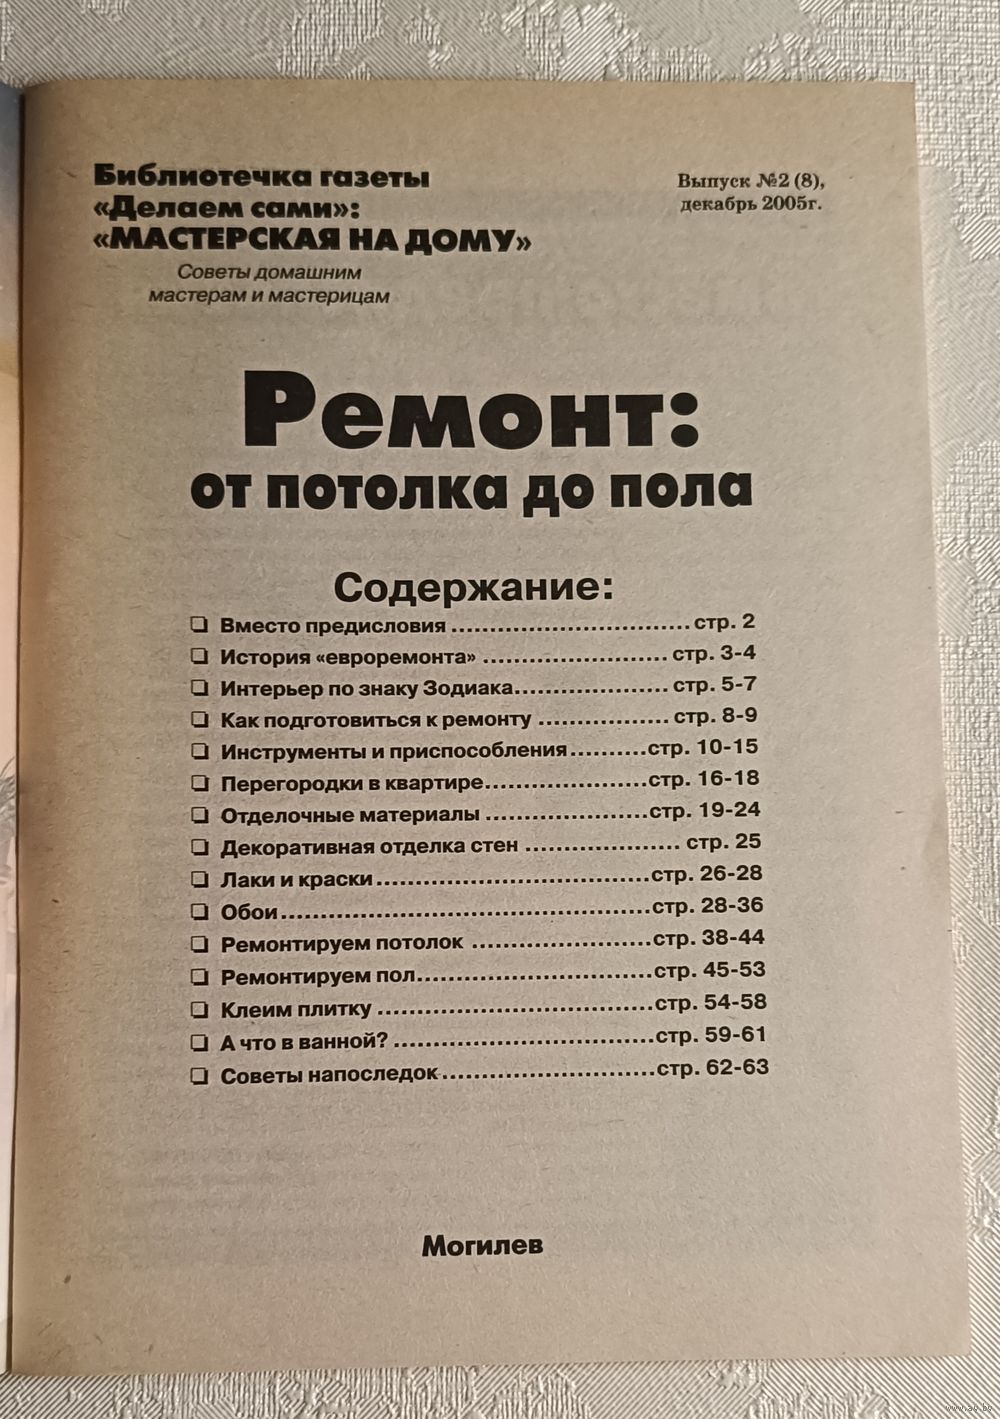 Библиотечка газеты
«Делаем сами»:
«МАСТЕРСКАЯ НА ДОМУ»
Советы домашним
мастерам и мастерицам
Выпуск №2 (8),
декабрь 2005г.
Ремонт:
от потолка до пола
Содержание:
❏ Вместо предисловия ................................ стр. 2
❏ История «евроремонта» ......................... стр. 3-4
❏ Интерьер по знаку Зодиака..................... стр. 5-7
❏ Как подготовиться к ремонту ................. стр. 8-9
❏ Инструменты и приспособления..........стр. 10-15
❏ Перегородки в квартире......................стр. 16-18
❏ Отделочные материалы ......................стр. 19-24
❏ Декоративная отделка стен ..................... стр. 25
❏ Лаки и краски.....................................стр. 26-28
❏ Обои..................................................стр. 28-36
❏ Ремонтируем потолок ........................стр. 38-44
❏ Ремонтируем пол................................стр. 45-53
❏ Клеим плитку .....................................стр. 54-58
❏ А что в ванной? ...................................стр. 59-61
❏ Советы напоследок.............................стр. 62-63
Могилев
www.ay.by